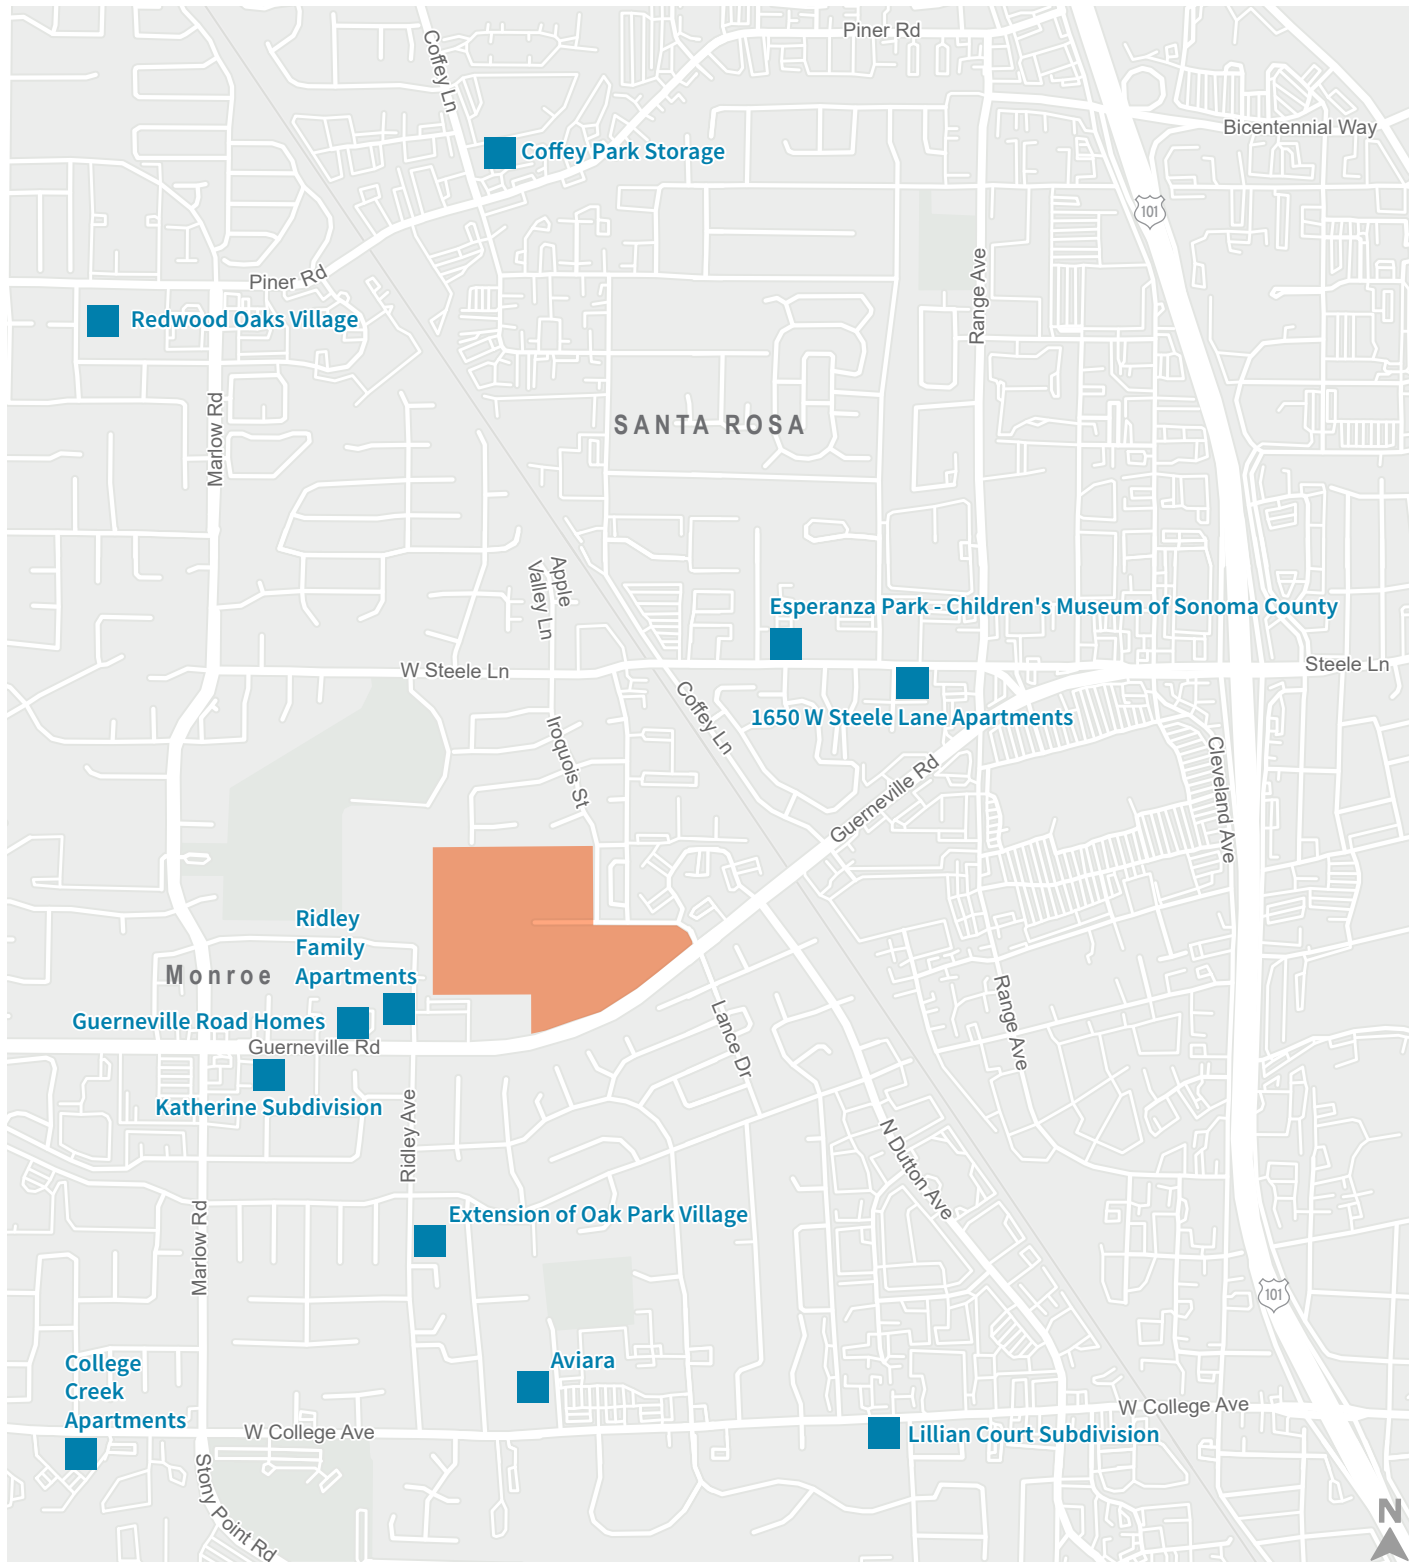 Piner Rd
Coffey Ln
Bicentennial Way
Coffey Park Storage
101
Piner Rd
Range Ave
Redwood Oaks Village
Marlow Rd
SANTA ROSA
Apple
Valley Ln
Esperanza Park - Children's Museum of Sonoma County
W Steele Ln
Steele Ln
Coffey Ln
1650 W Steele Lane Apartments
Iroquois St
Cleveland Ave
Guerneville Rd
Ridley
Family
Apartments
Monroe
Range Ave
Guerneville Road Homes
Guerneville Rd
Lance Dr
Katherine Subdivision
Ridley Ave
N Dutton Ave
Extension of Oak Park Village
Marlow Rd
101
College
Creek
Apartments
Aviara
W College Ave
W College Ave
Lillian Court Subdivision
Stony Point Rd
N